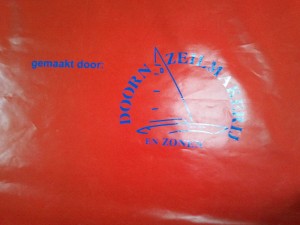 gemaakt door:
DOORN ZEILMAKERIJ
EN ZONEN